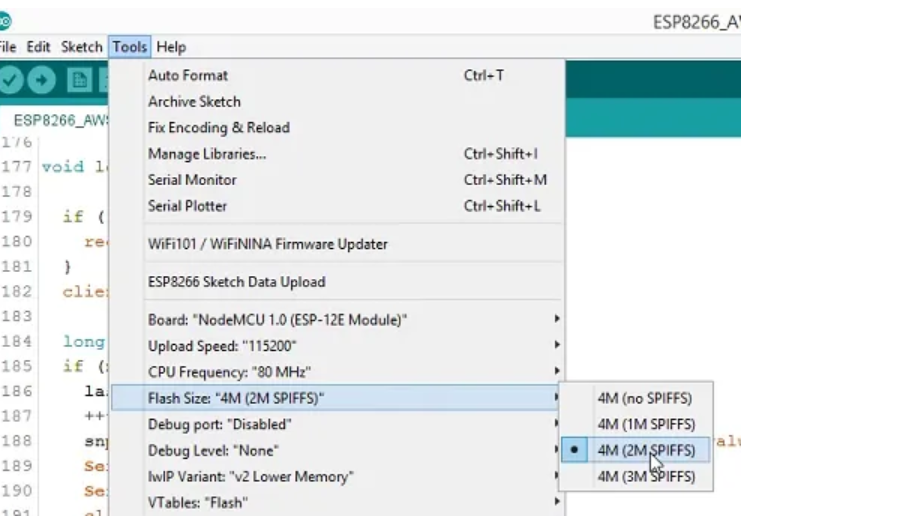 ESP8266_AW
File Edit Sketch Tools Help
Auto Format Ctrl+T
Archive Sketch
ESP8266_AWS
Fix Encoding & Reload
176
Manage Libraries... Ctrl+Shift+I
177 void l
Serial Monitor Ctrl+Shift+M
178
Serial Plotter Ctrl+Shift+L
179 if (
180 re
WiFi101 / WiFiNINA Firmware Updater
181 }
ESP8266 Sketch Data Upload
182 clie
183
Board: "NodeMCU 1.0 (ESP-12E Module)"
184 long
Upload Speed: "115200"
185 if (
CPU Frequency: "80 MHz"
186 la
Flash Size: "4M (2M SPIFFS)" 4M (no SPIFFS)
187 ++
Debug port: "Disabled" 4M (1M SPIFFS)
188 snp
Debug Level: "None" 4M (2M SPIFFS) alu
189 Se
lwIP Variant: "v2 Lower Memory" 4M (3M SPIFFS)
190 Se
VTables: "Flash"
191